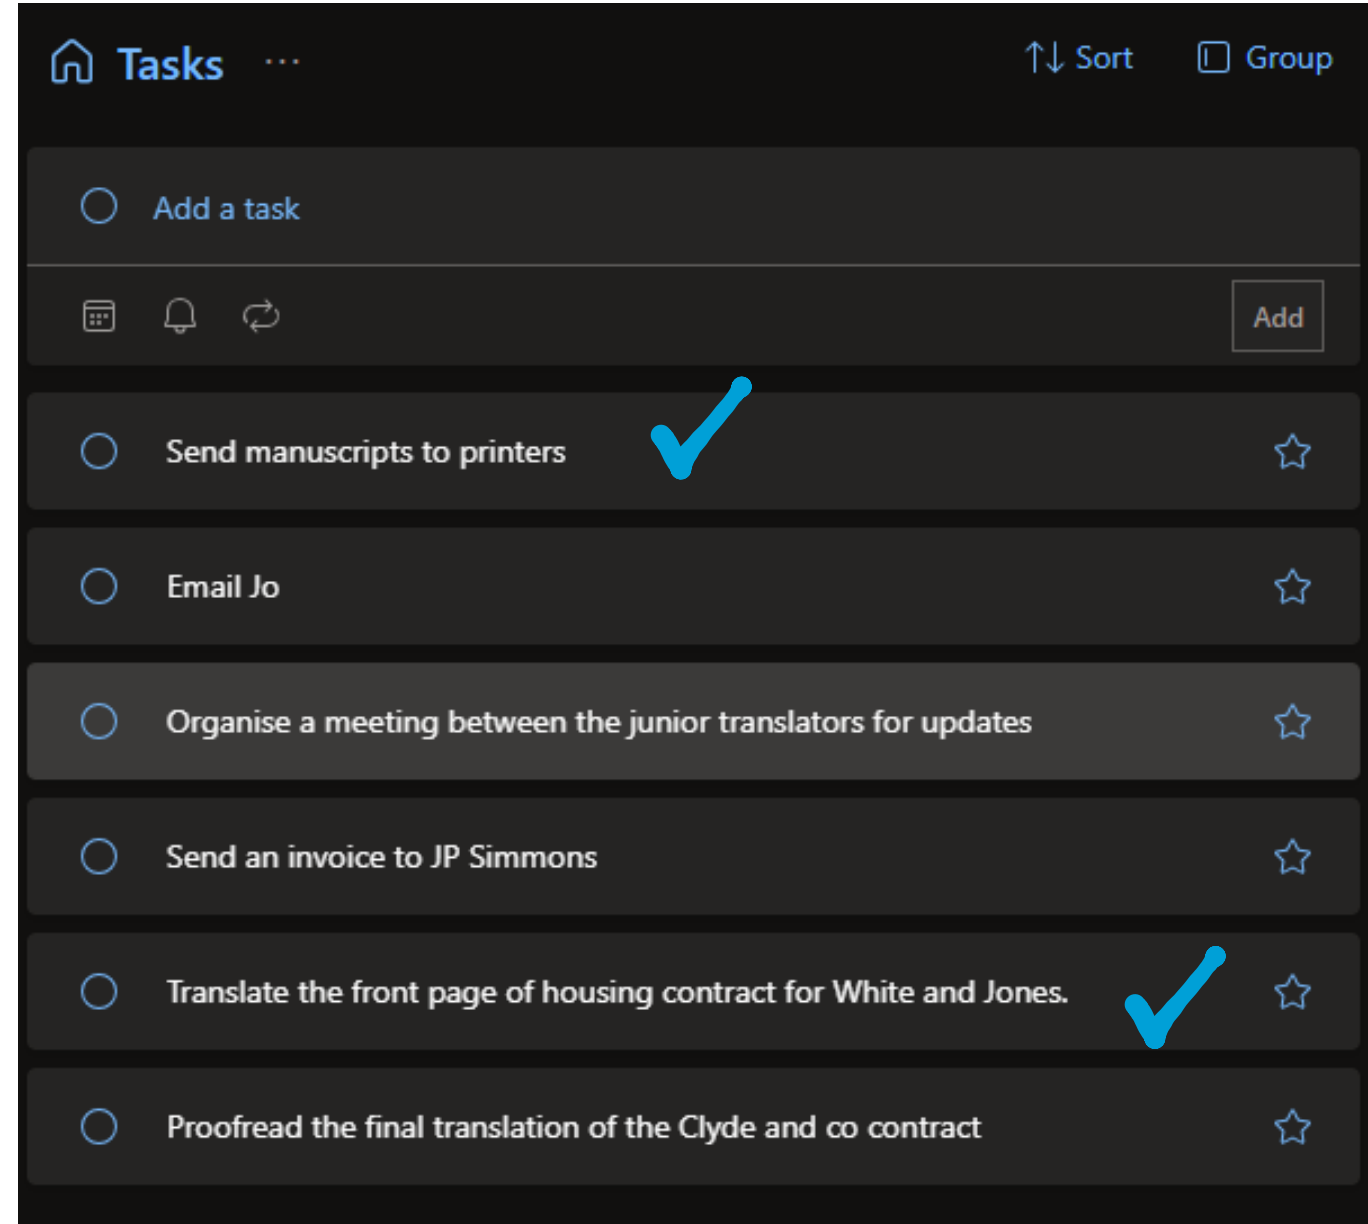 Tasks ...
Sort
Group
Add a task
Add
Send manuscripts to printers
Email Jo
Organise a meeting between the junior translators for updates
Send an invoice to JP Simmons
Translate the front page of housing contract for White and Jones.
Proofread the final translation of the Clyde and co contract